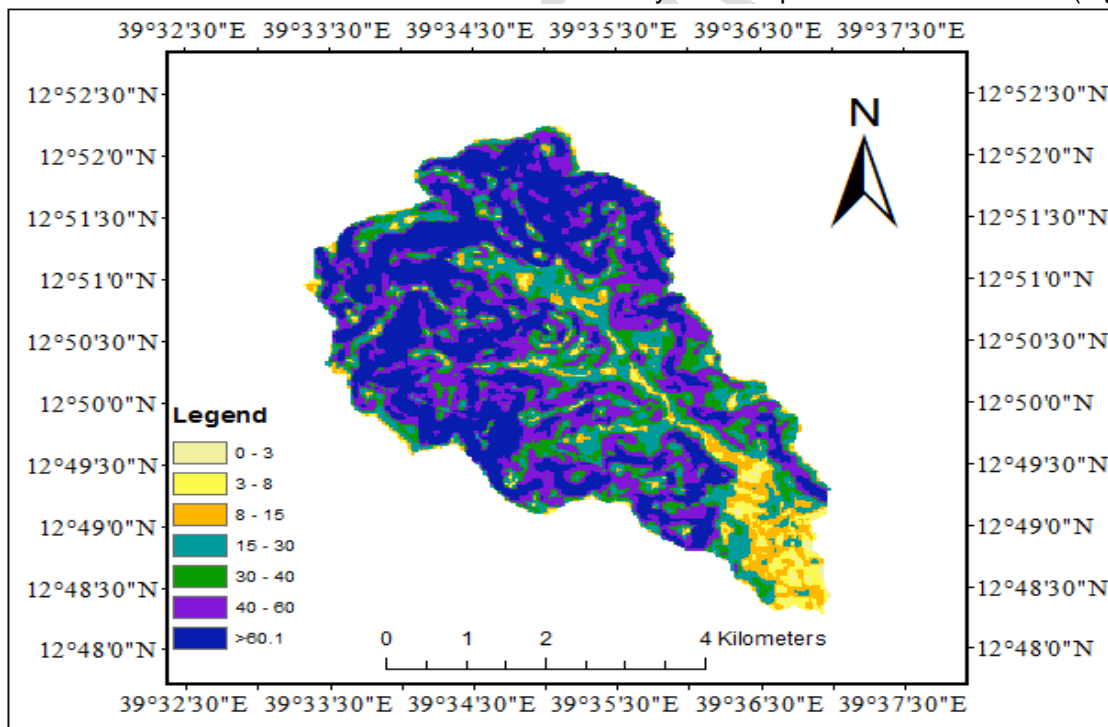 39°32'30"E 39°33'30"E 39°34'30"E 39°35'30"E 39°36'30"E 39°37'30"E
12°52'30"N 12°52'30"N
N
12°52'0"N 12°52'0"N
12°51'30"N 12°51'30"N
12°51'0"N 12°51'0"N
12°50'30"N 12°50'30"N
12°50'0"N 12°50'0"N
Legend
0 - 3
12°49'30"N 12°49'30"N
3 - 8
8 - 15
12°49'0"N 12°49'0"N
15 - 30
30 - 40
12°48'30"N 12°48'30"N
40 - 60
>60.1
0 1 2 4 Kilometers
12°48'0"N 12°48'0"N
39°32'30"E 39°33'30"E 39°34'30"E 39°35'30"E 39°36'30"E 39°37'30"E